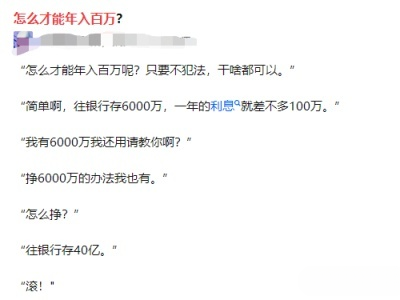 怎么才能年入百万?
“怎么才能年入百万呢？只要不犯法，干啥都可以。”
“简单啊，往银行存6000万，一年的利息就差不多100万。”
“我有6000万我还用请教你啊？”
“挣6000万的办法我也有。”
“怎么挣？”
“往银行存40亿。”
“滚！"